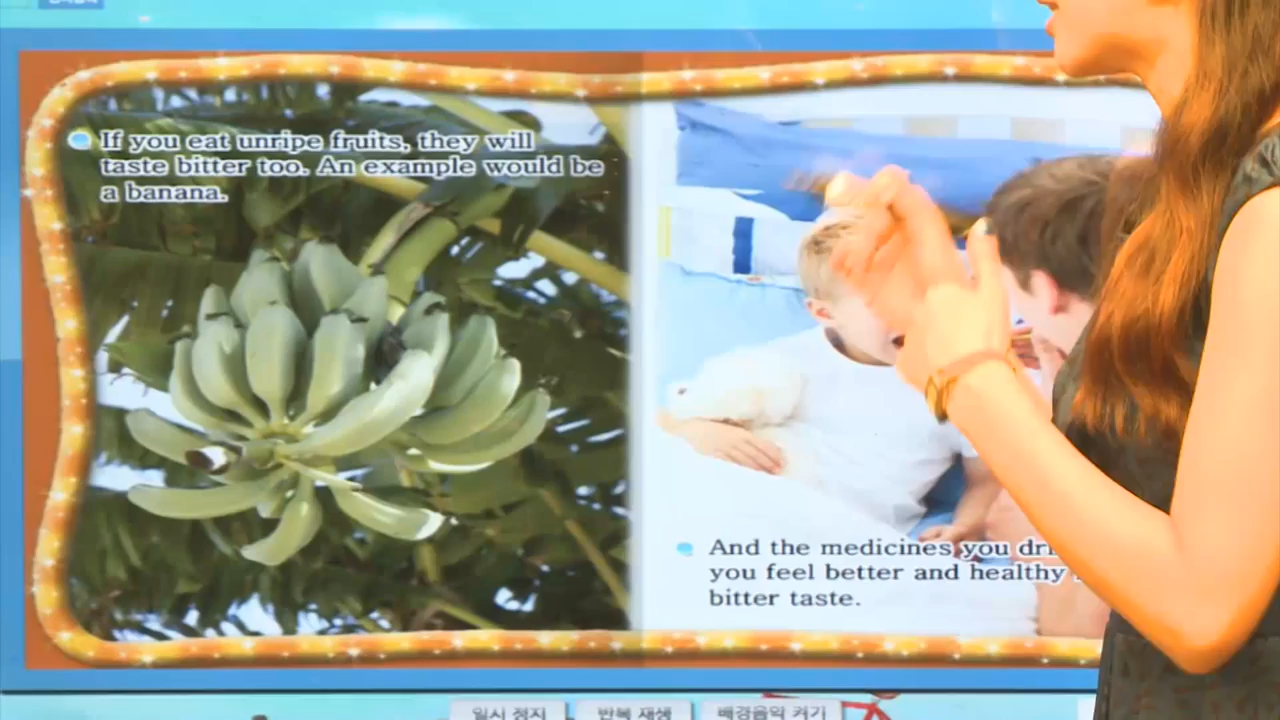 If you eat unripe fruits, they will
taste bitter too. An example would be
a banana.
And the medicines you
you feel better and healthy
bitter taste.
일시 정지
반복 재생
배경음악 켜기